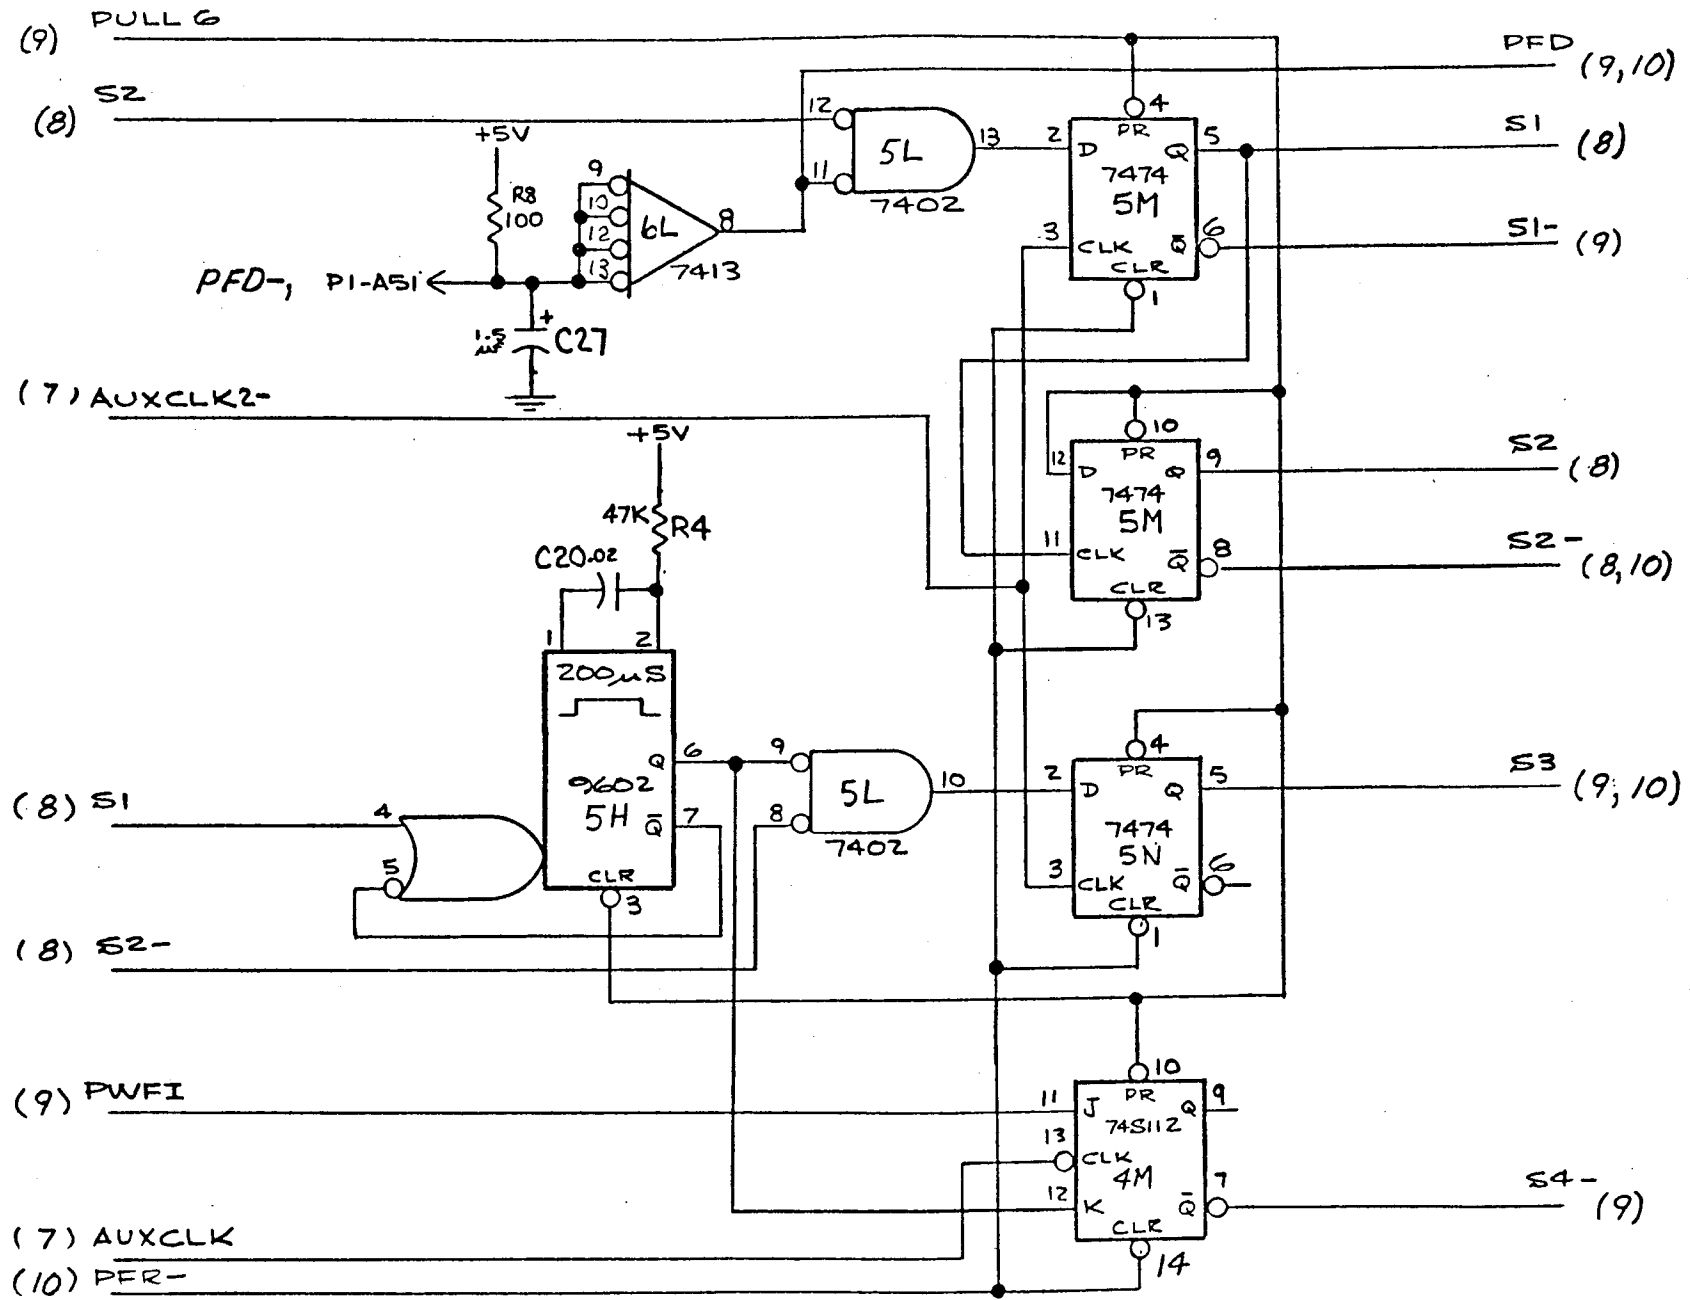 PULL 6
(9)
PFD
(9,10)
S2
(8)
+5V
R8
100
9
10
12
13
6L
8
7413
PFD-, P1-A51
+
C27
1.5
µF
12
11
5L
13
7402
4
PR
2 D Q 5
7474
5M
3 CLK Q̅ 6
CLR
1
S1
(8)
S1-
(9)
(7) AUXCLK2-
+5V
47K R4
C20 .02
1 2
200µS
Q 6
9602
5H
Q̅ 7
CLR
3
(8) S1
4
5
(8) S2-
9
8
5L
10
7402
10
PR
12 D Q 9
7474
5M
11 CLK Q̅ 8
CLR
13
S2
(8)
S2-
(8,10)
4
PR
2 D Q 5
7474
5N
3 CLK Q̅ 6
CLR
1
S3
(9,10)
(9) PWFI
10
PR
11 J Q 9
74S112
13 CLK
4M
12 K Q̅ 7
CLR
14
S4-
(9)
(7) AUXCLK
(10) PFR-